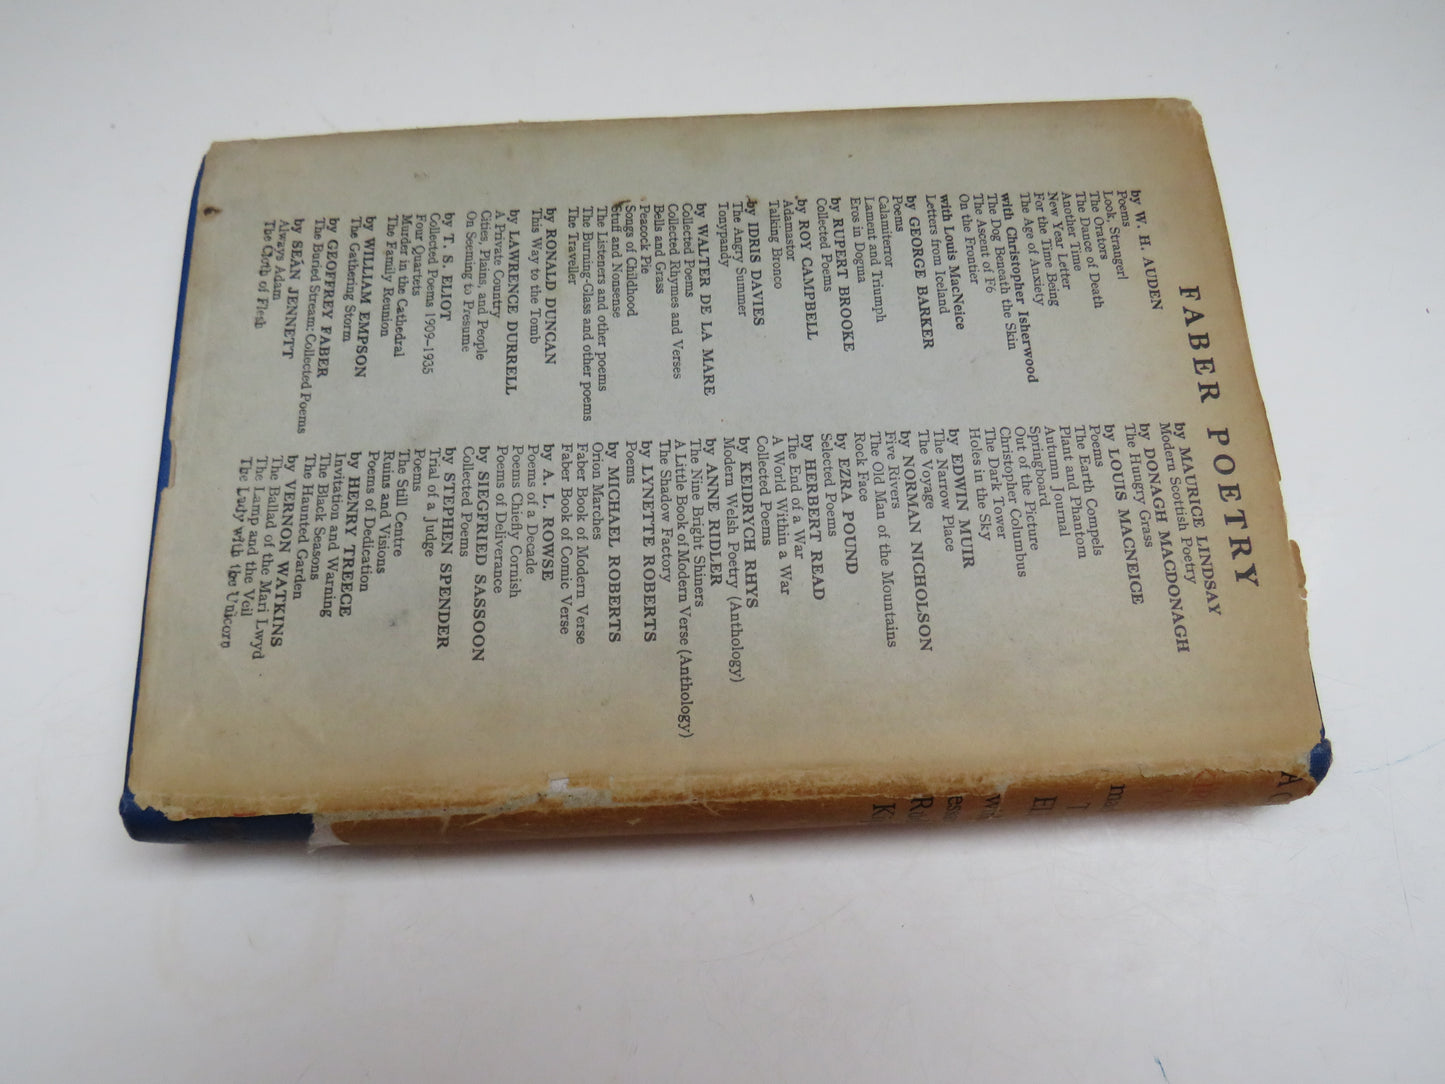 FABER POETRY
by W. H. AUDEN
Poems
Look, Stranger!
The Orators
The Dance of Death
Another Time
New Year Letter
For the Time Being
The Age of Anxiety
with Christopher Isherwood
The Dog Beneath the Skin
The Ascent of F6
On the Frontier
with Louis MacNeice
Letters from Iceland
by GEORGE BARKER
Poems
Calamiterror
Lament and Triumph
Eros in Dogma
by RUPERT BROOKE
Collected Poems
by ROY CAMPBELL
Adamastor
Talking Bronco
by IDRIS DAVIES
The Angry Summer
Tonypandy
by WALTER DE LA MARE
Collected Poems
Collected Rhymes and Verses
Bells and Grass
Peacock Pie
Songs of Childhood
Stuff and Nonsense
The Listeners and other poems
The Burning-Glass and other poems
The Traveller
by RONALD DUNCAN
This Way to the Tomb
by LAWRENCE DURRELL
A Private Country
Cities, Plains, and People
On Seeming to Presume
by T. S. ELIOT
Collected Poems 1909–1935
Four Quartets
Murder in the Cathedral
The Family Reunion
by WILLIAM EMPSON
The Gathering Storm
by GEOFFREY FABER
The Buried Stream: Collected Poems
by SEÁN JENNETT
Always Adam
The Cloth of Flesh
by MAURICE LINDSAY
Modern Scottish Poetry
by DONAGH MACDONAGH
The Hungry Grass
by LOUIS MACNEICE
Poems
The Earth Compels
Plant and Phantom
Autumn Journal
Springboard
Out of the Picture
Christopher Columbus
The Dark Tower
Holes in the Sky
by EDWIN MUIR
The Narrow Place
The Voyage
by NORMAN NICHOLSON
Five Rivers
The Old Man of the Mountains
Rock Face
by EZRA POUND
Selected Poems
by HERBERT READ
The End of a War
A World Within a War
Collected Poems
by KEIDRYCH RHYS
Modern Welsh Poetry (Anthology)
by ANNE RIDLER
The Nine Bright Shiners
A Little Book of Modern Verse (Anthology)
The Shadow Factory
by LYNETTE ROBERTS
Poems
by MICHAEL ROBERTS
Orion Marches
Faber Book of Modern Verse
Faber Book of Comic Verse
by A. L. ROWSE
Poems of a Decade
Poems Chiefly Cornish
Poems of Deliverance
by SIEGFRIED SASSOON
Collected Poems
by STEPHEN SPENDER
Trial of a Judge
Poems
The Still Centre
Ruins and Visions
Poems of Dedication
by HENRY TREECE
Invitation and Warning
The Black Seasons
The Haunted Garden
by VERNON WATKINS
The Ballad of the Mari Lwyd
The Lamp and the Veil
The Lady with the Unicorn